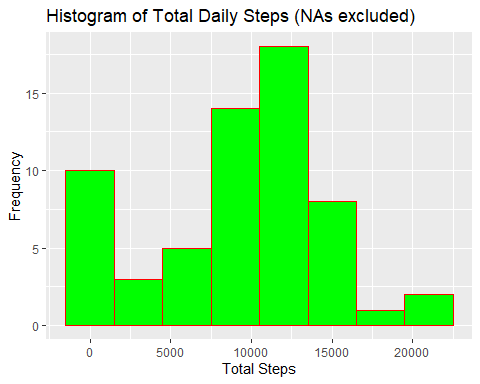 Histogram of Total Daily Steps (NAs excluded)
15
10
5
0
Frequency
0 5000 10000 15000 20000
Total Steps